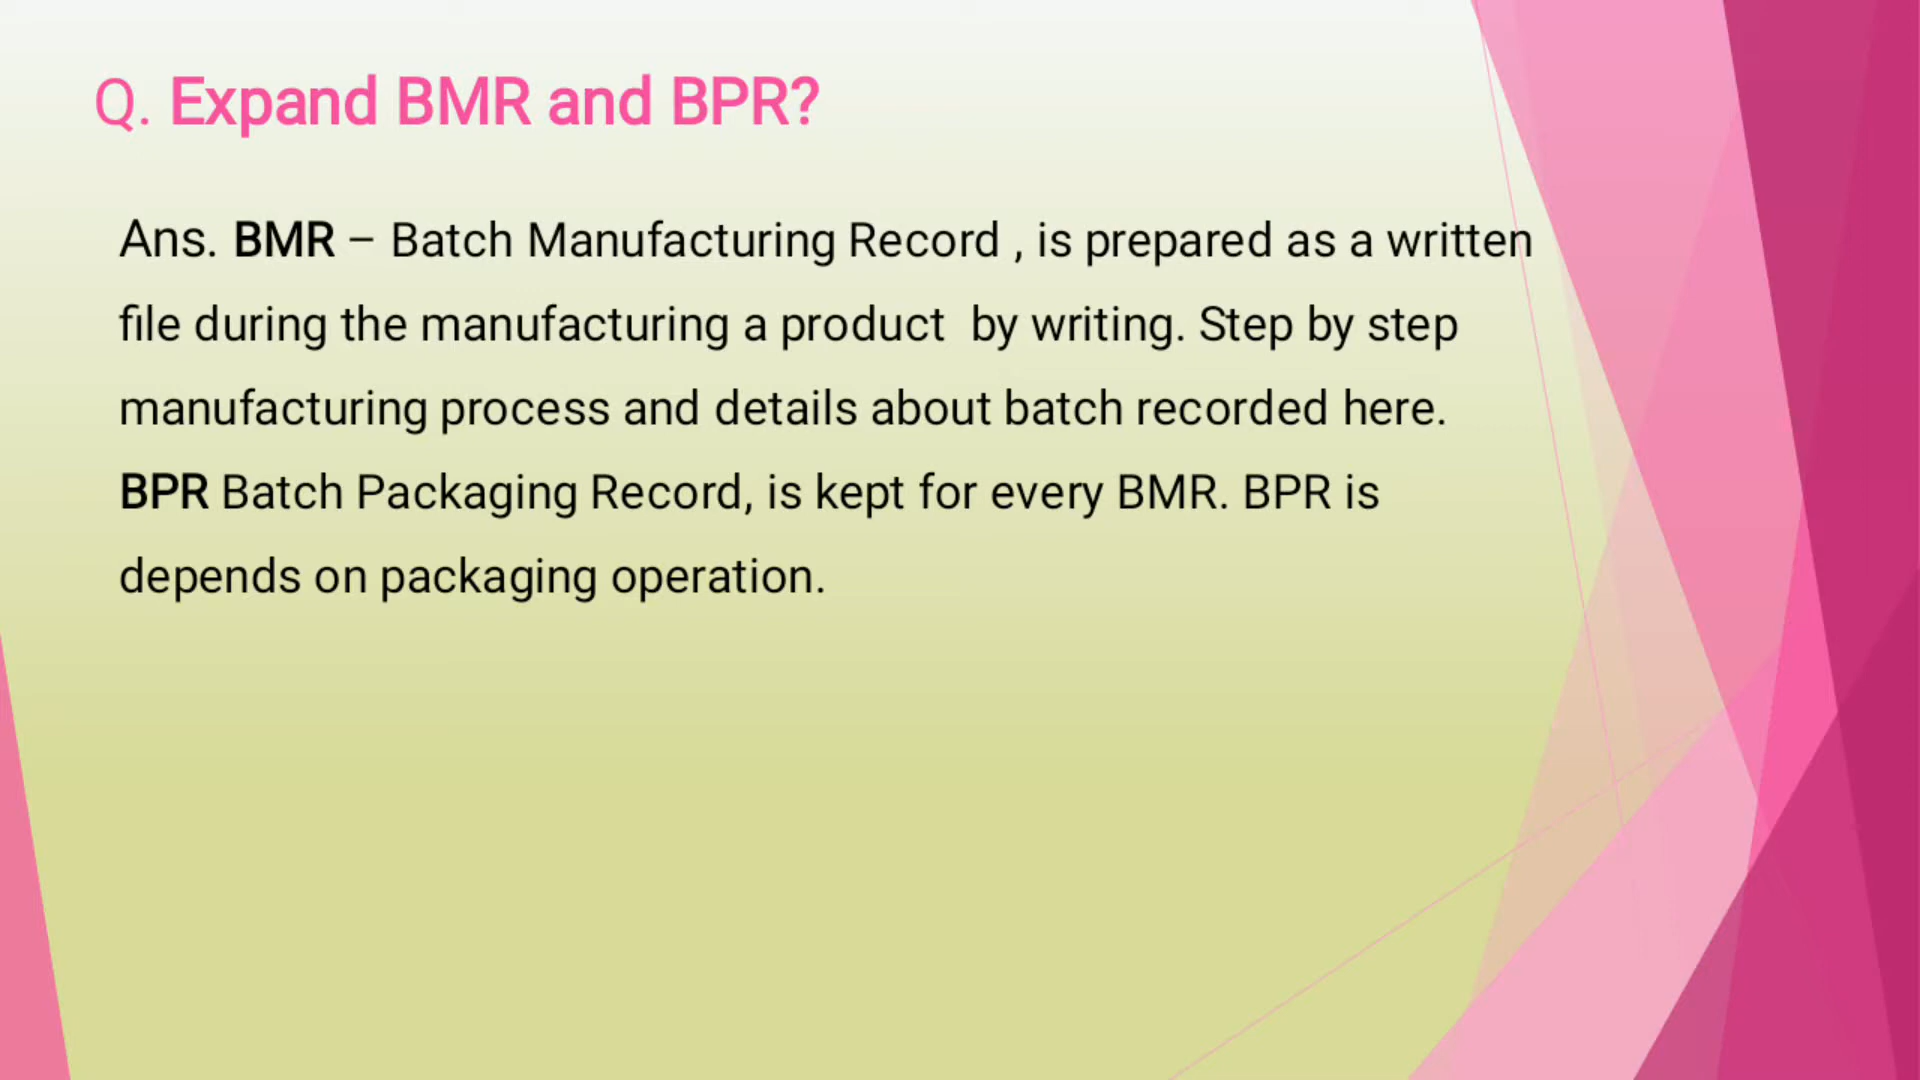 Q. Expand BMR and BPR?
Ans. BMR – Batch Manufacturing Record , is prepared as a written
file during the manufacturing a product  by writing. Step by step
manufacturing process and details about batch recorded here.
BPR Batch Packaging Record, is kept for every BMR. BPR is
depends on packaging operation.